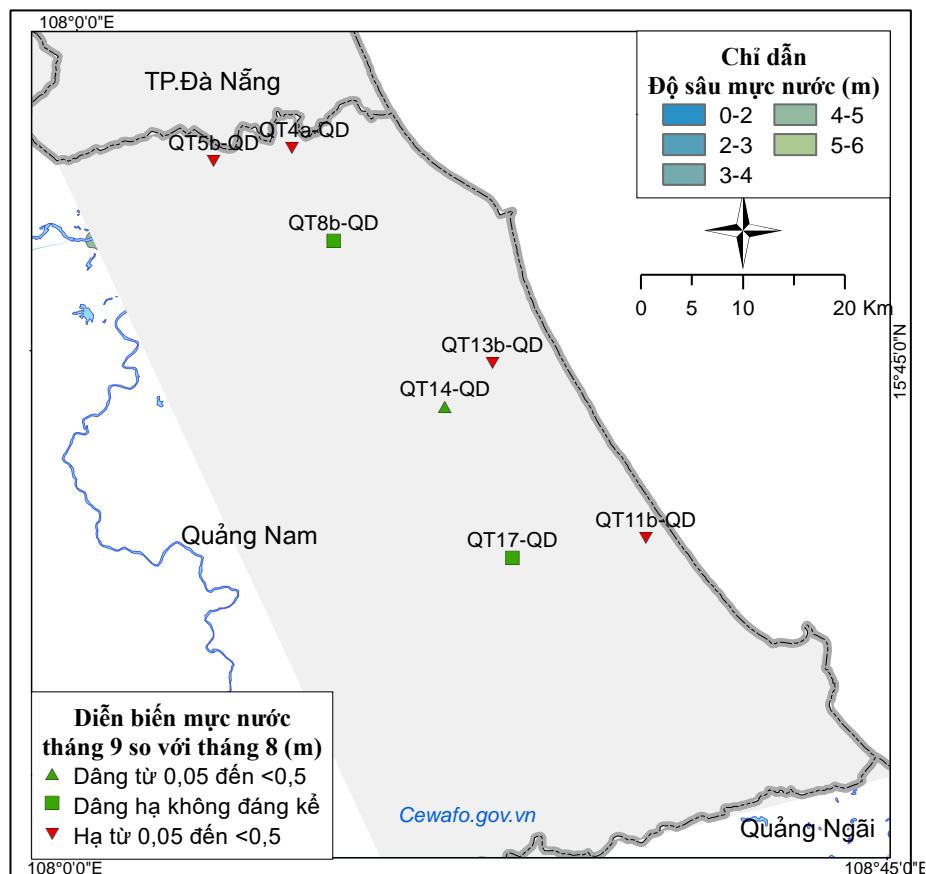 108°0'0"E
Chỉ dẫn
Độ sâu mực nước (m)
0-2
4-5
2-3
5-6
3-4
TP.Đà Nẵng
QT4a-QD
QT5b-QD
QT8b-QD
0 5 10 20 Km
QT13b-QD
15°45'0"N
QT14-QD
QT11b-QD
Quảng Nam
QT17-QD
Diễn biến mực nước
tháng 9 so với tháng 8 (m)
Dâng từ 0,05 đến <0,5
Dâng hạ không đáng kể
Hạ từ 0,05 đến <0,5
Cewafo.gov.vn
Quảng Ngãi
108°0'0"E
108°45'0"E